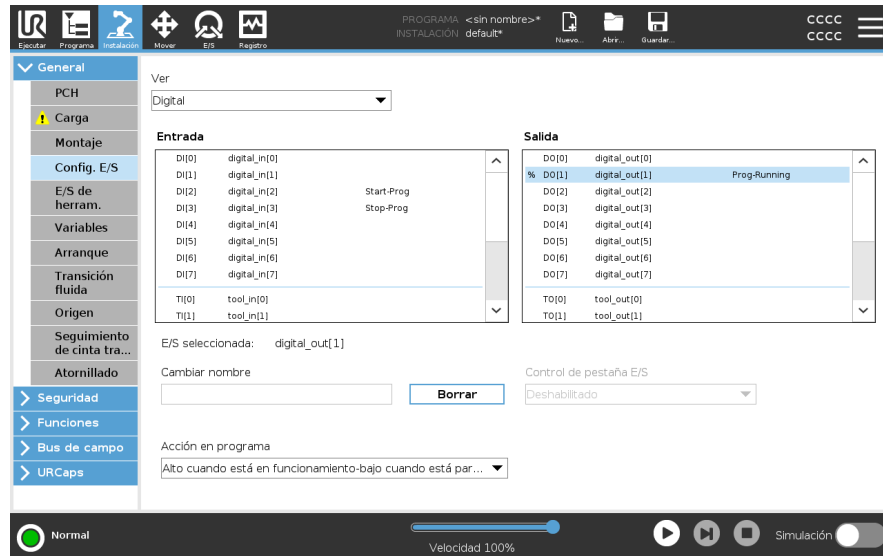 PROGRAMA <sin nombre>*
INSTALACIÓN default*
Ejecutar Programa Instalación Mover E/S Registro Nuevo... Abrir... Guardar...
CCCC
CCCC
General
PCH
Carga
Montaje
Config. E/S
E/S de
herram.
Variables
Arranque
Transición
fluida
Origen
Seguimiento
de cinta tra...
Atornillado
Seguridad
Funciones
Bus de campo
URCaps
Ver
Digital
Entrada
DI[0] digital_in[0]
DI[1] digital_in[1]
DI[2] digital_in[2] Start-Prog
DI[3] digital_in[3] Stop-Prog
DI[4] digital_in[4]
DI[5] digital_in[5]
DI[6] digital_in[6]
DI[7] digital_in[7]
TI[0] tool_in[0]
TI[1] tool_in[1]
Salida
DO[0] digital_out[0]
% DO[1] digital_out[1] Prog-Running
DO[2] digital_out[2]
DO[3] digital_out[3]
DO[4] digital_out[4]
DO[5] digital_out[5]
DO[6] digital_out[6]
DO[7] digital_out[7]
TO[0] tool_out[0]
TO[1] tool_out[1]
E/S seleccionada: digital_out[1]
Cambiar nombre
Borrar
Control de pestaña E/S
Deshabilitado
Acción en programa
Alto cuando está en funcionamiento-bajo cuando está par...
Normal
Velocidad 100%
Simulación